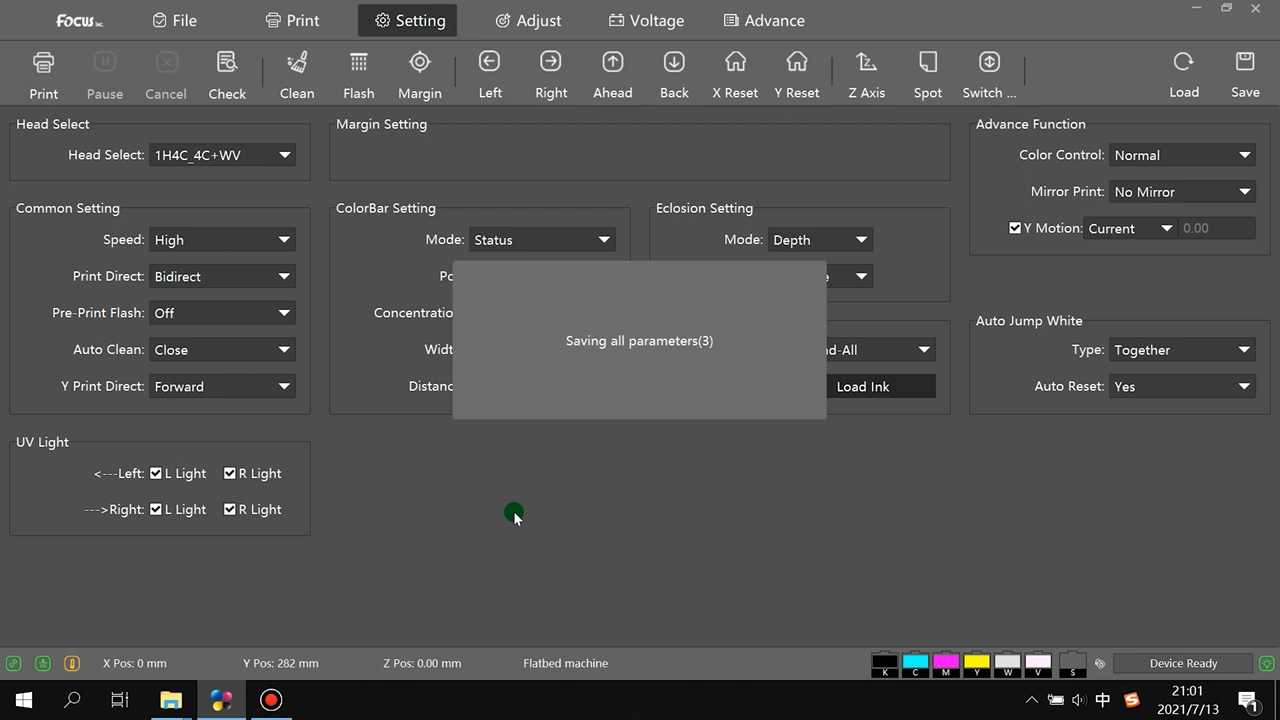 Focus Inc. File Print Setting Adjust Voltage Advance
Print Pause Cancel Check Clean Flash Margin Left Right Ahead Back X Reset Y Reset Z Axis Spot Switch ... Load Save
Head Select
Head Select: 1H4C_4C+WV
Margin Setting
Advance Function
Color Control: Normal
Mirror Print: No Mirror
Y Motion: Current 0.00
Common Setting
Speed: High
Print Direct: Bidirect
Pre-Print Flash: Off
Auto Clean: Close
Y Print Direct: Forward
ColorBar Setting
Mode: Status
Concentratio
Widt
Distanc
Eclosion Setting
Mode: Depth
Saving all parameters(3)
d-All
Load Ink
Auto Jump White
Type: Together
Auto Reset: Yes
UV Light
<---Left: L Light R Light
--->Right: L Light R Light
X Pos: 0 mm Y Pos: 282 mm Z Pos: 0.00 mm Flatbed machine
K C M Y W V S
Device Ready
中 S
21:01
2021/7/13
1